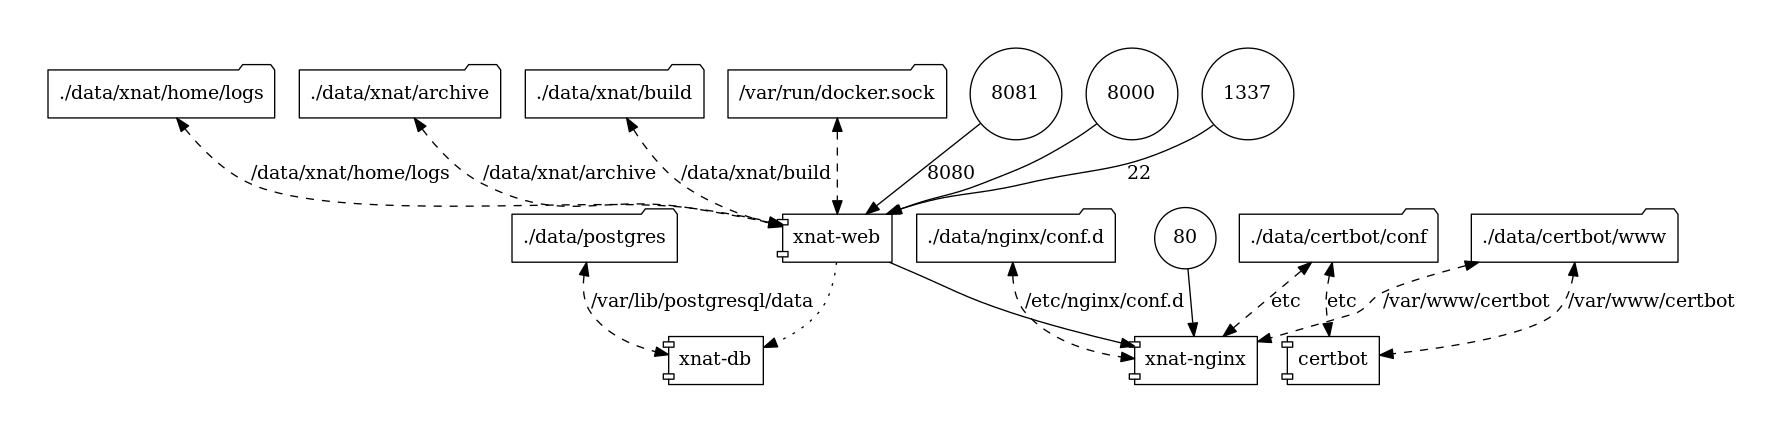 ./data/xnat/home/logs
./data/xnat/archive
./data/xnat/build
/var/run/docker.sock
8081
8000
1337
/data/xnat/home/logs
/data/xnat/archive
/data/xnat/build
8080
22
./data/postgres
xnat-web
./data/nginx/conf.d
80
./data/certbot/conf
./data/certbot/www
/var/lib/postgresql/data
/etc/nginx/conf.d
etc
etc
/var/www/certbot
/var/www/certbot
xnat-db
xnat-nginx
certbot